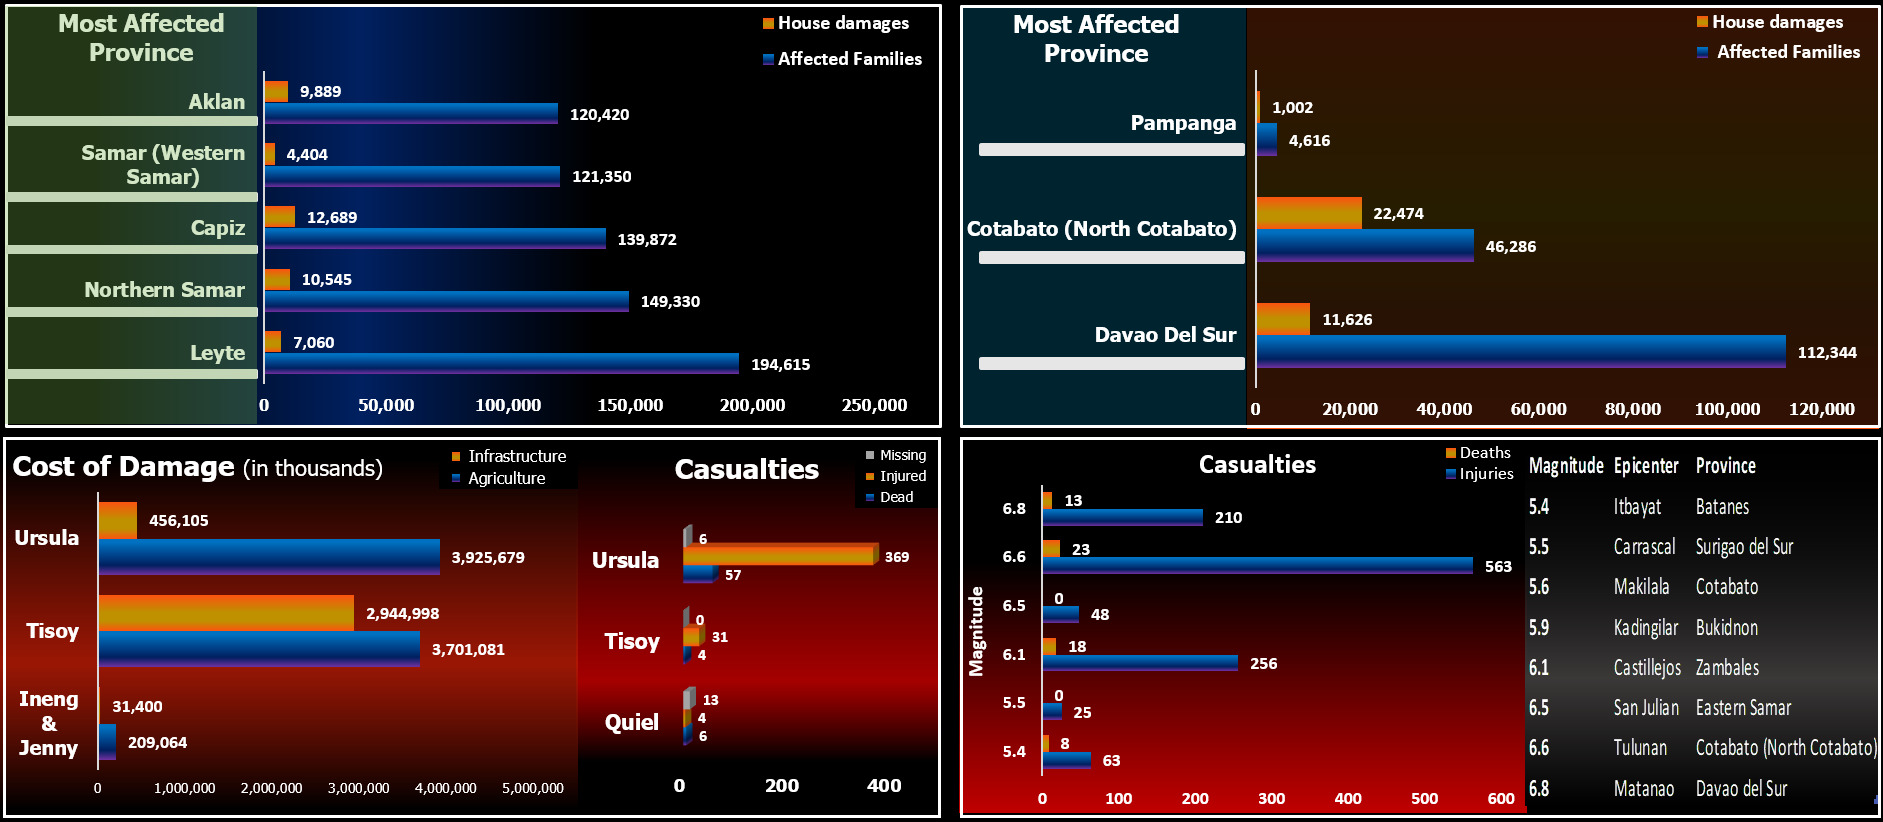 Most Affected
Province
House damages
Affected Families
Aklan
9,889
120,420
Samar (Western
Samar)
4,404
121,350
Capiz
12,689
139,872
Northern Samar
10,545
149,330
Leyte
7,060
194,615
0 50,000 100,000 150,000 200,000 250,000
Most Affected
Province
House damages
Affected Families
Pampanga
1,002
4,616
Cotabato (North Cotabato)
22,474
46,286
Davao Del Sur
11,626
112,344
0 20,000 40,000 60,000 80,000 100,000 120,000
Cost of Damage (in thousands)
Infrastructure
Agriculture
Ursula
456,105
3,925,679
Tisoy
2,944,998
3,701,081
Ineng
&
Jenny
31,400
209,064
0 1,000,000 2,000,000 3,000,000 4,000,000 5,000,000
Casualties
Missing
Injured
Dead
Ursula
6
369
57
Tisoy
0
31
4
Quiel
13
4
6
0 200 400
Casualties
Deaths
Injuries
Magnitude
6.8
13
210
6.6
23
563
6.5
0
48
6.1
18
256
5.5
0
25
5.4
8
63
0 100 200 300 400 500 600
Magnitude Epicenter Province
5.4 Itbayat Batanes
5.5 Carrascal Surigao del Sur
5.6 Makilala Cotabato
5.9 Kadingilar Bukidnon
6.1 Castillejos Zambales
6.5 San Julian Eastern Samar
6.6 Tulunan Cotabato (North Cotabato)
6.8 Matanao Davao del Sur